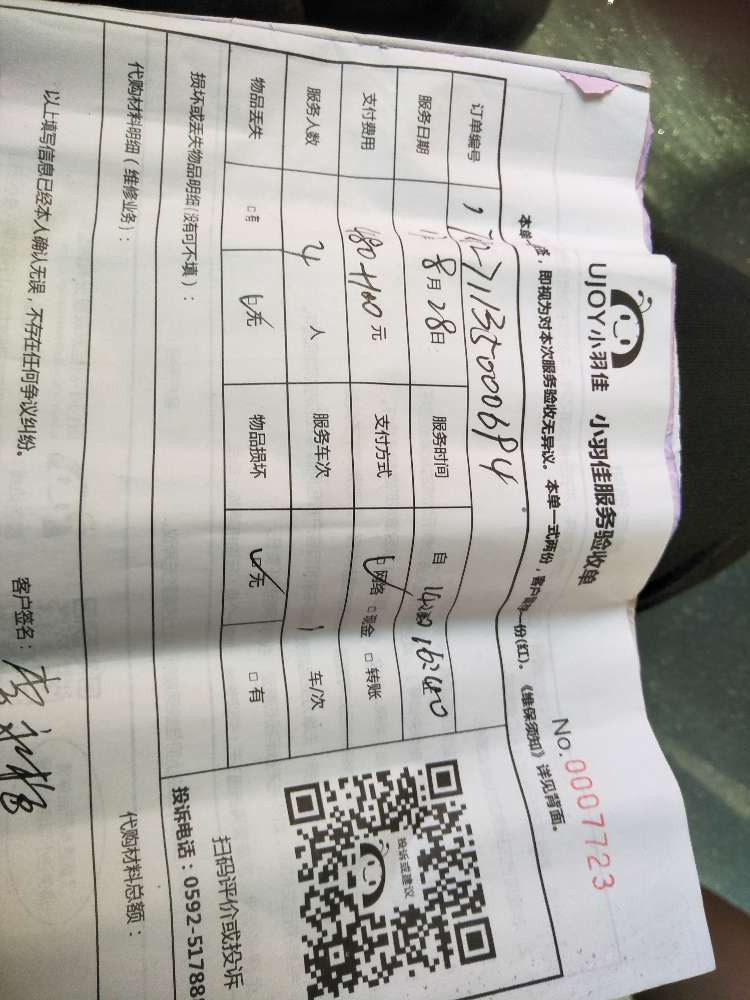 UJOY小羽佳 小羽佳服务验收单
No.0007723
本单 ，即视为对本次服务验收无异议。本单一式两份，客户 一份(红)。《维保须知》详见背面。
订单编号
服务日期 8月28日 服务时间 自
支付费用 480+100元 支付方式 网络 □现金 □转账
服务人数 人 服务车次 1 车/次
物品丢失 □有 无 物品损坏 无 □有
损坏或丢失物品明细(没有可不填)：
代购材料明细(维修业务)： 代购材料总额：
以上填写信息已经本人确认无误，不存在任何争议纠纷。
客户签名：
投诉或建议
扫码评价或投诉
投诉电话：0592-51788